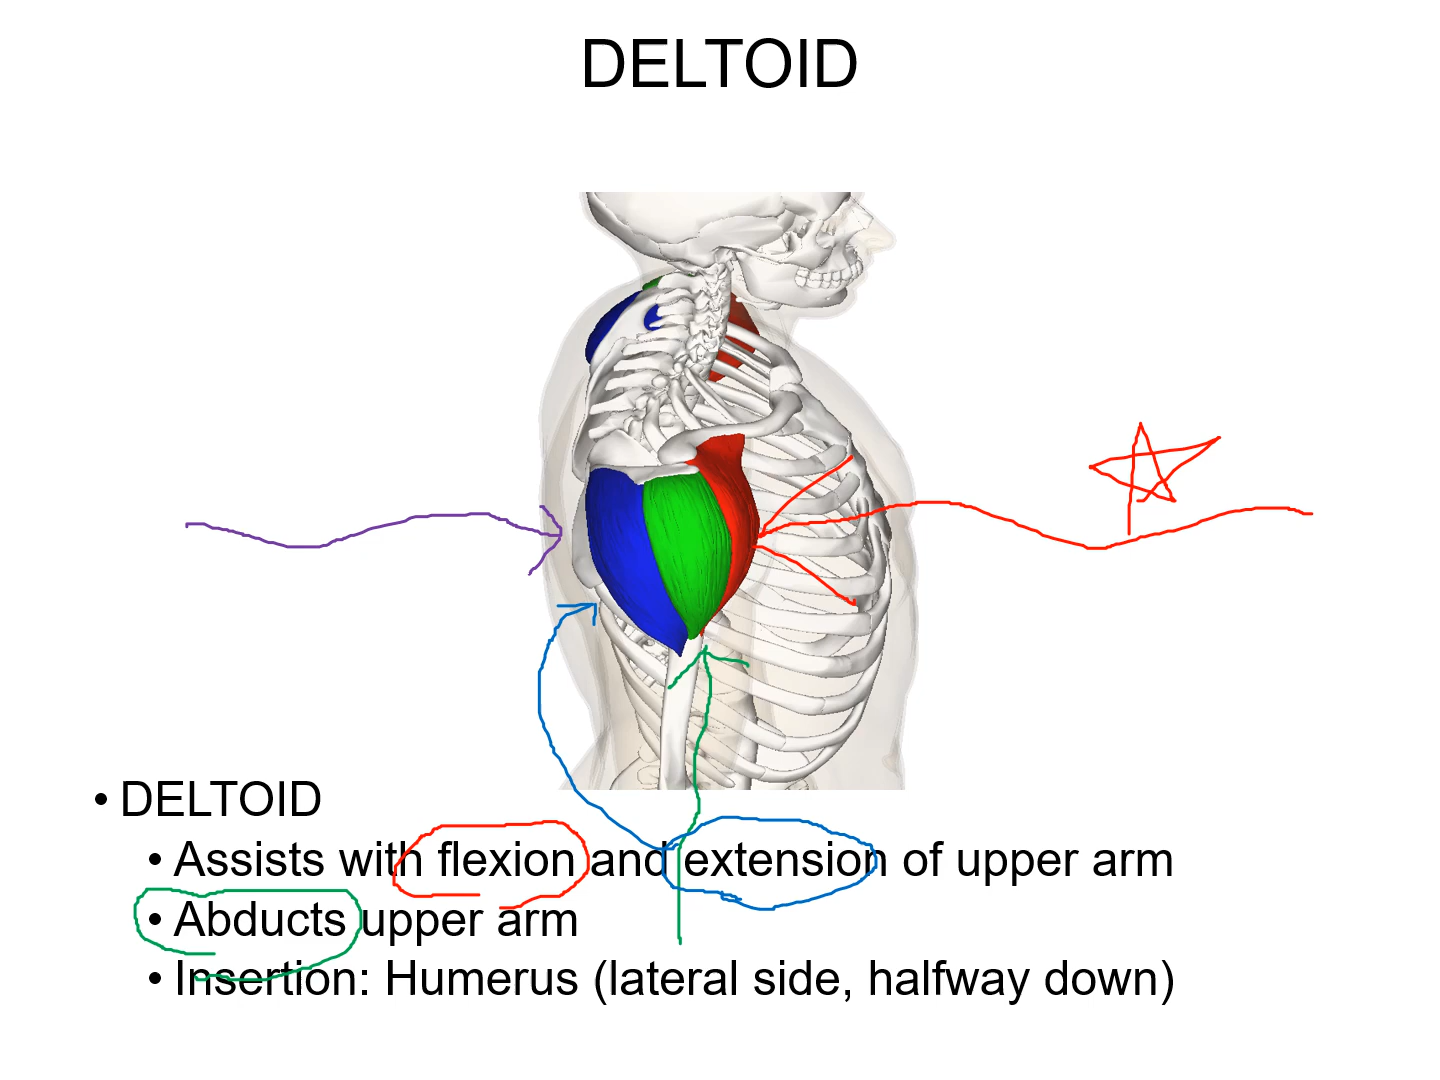 DELTOID
• DELTOID
• Assists with flexion and extension of upper arm
• Abducts upper arm
• Insertion: Humerus (lateral side, halfway down)